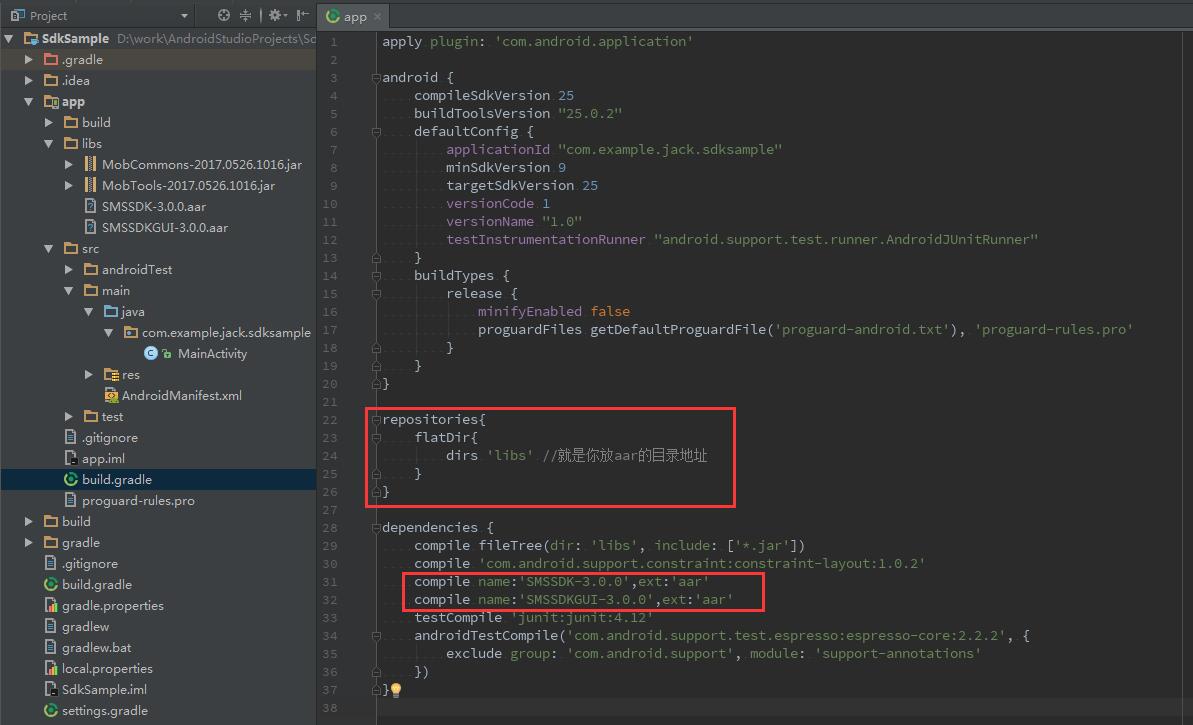 Project
SdkSample D:\work\AndroidStudioProjects\Sd
.gradle
.idea
app
build
libs
MobCommons-2017.0526.1016.jar
MobTools-2017.0526.1016.jar
SMSSDK-3.0.0.aar
SMSSDKGUI-3.0.0.aar
src
androidTest
main
java
com.example.jack.sdksample
MainActivity
res
AndroidManifest.xml
test
.gitignore
app.iml
build.gradle
proguard-rules.pro
build
gradle
.gitignore
build.gradle
gradle.properties
gradlew
gradlew.bat
local.properties
SdkSample.iml
settings.gradle
app
1 apply plugin: 'com.android.application'
2
3 android {
4 compileSdkVersion 25
5 buildToolsVersion "25.0.2"
6 defaultConfig {
7 applicationId "com.example.jack.sdksample"
8 minSdkVersion 9
9 targetSdkVersion 25
10 versionCode 1
11 versionName "1.0"
12 testInstrumentationRunner "android.support.test.runner.AndroidJUnitRunner"
13 }
14 buildTypes {
15 release {
16 minifyEnabled false
17 proguardFiles getDefaultProguardFile('proguard-android.txt'), 'proguard-rules.pro'
18 }
19 }
20 }
21
22 repositories{
23 flatDir{
24 dirs 'libs' //就是你放aar的目录地址
25 }
26 }
27
28 dependencies {
29 compile fileTree(dir: 'libs', include: ['*.jar'])
30 compile 'com.android.support.constraint:constraint-layout:1.0.2'
31 compile name:'SMSSDK-3.0.0',ext:'aar'
32 compile name:'SMSSDKGUI-3.0.0',ext:'aar'
33 testCompile 'junit:junit:4.12'
34 androidTestCompile('com.android.support.test.espresso:espresso-core:2.2.2', {
35 exclude group: 'com.android.support', module: 'support-annotations'
36 })
37 }
38